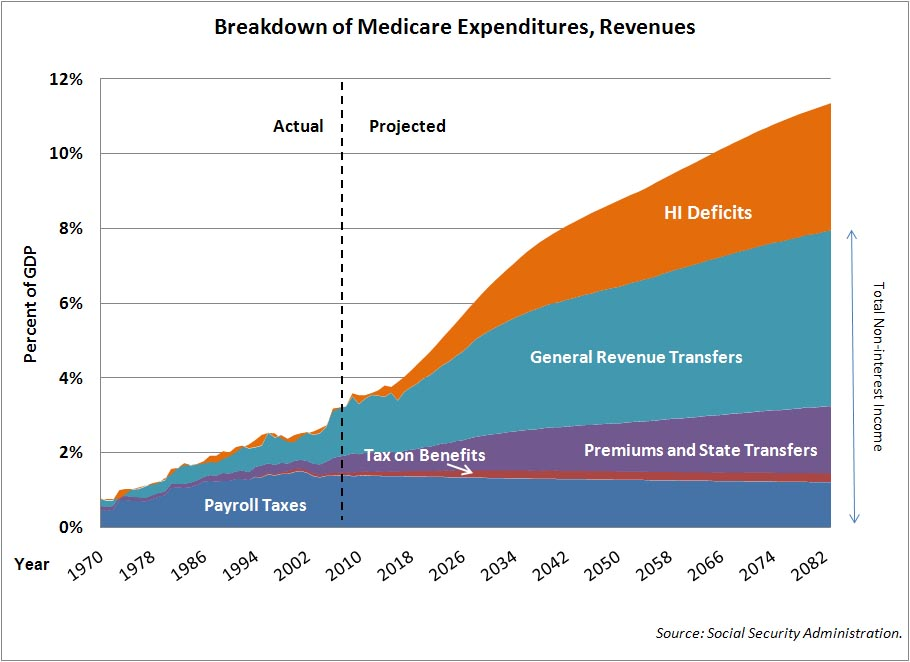 Breakdown of Medicare Expenditures, Revenues
12%
10%
8%
6%
4%
2%
0%
Percent of GDP
Actual
Projected
HI Deficits
General Revenue Transfers
Tax on Benefits
Premiums and State Transfers
Payroll Taxes
Total Non-interest Income
Year
1970
1978
1986
1994
2002
2010
2018
2026
2034
2042
2050
2058
2066
2074
2082
Source: Social Security Administration.